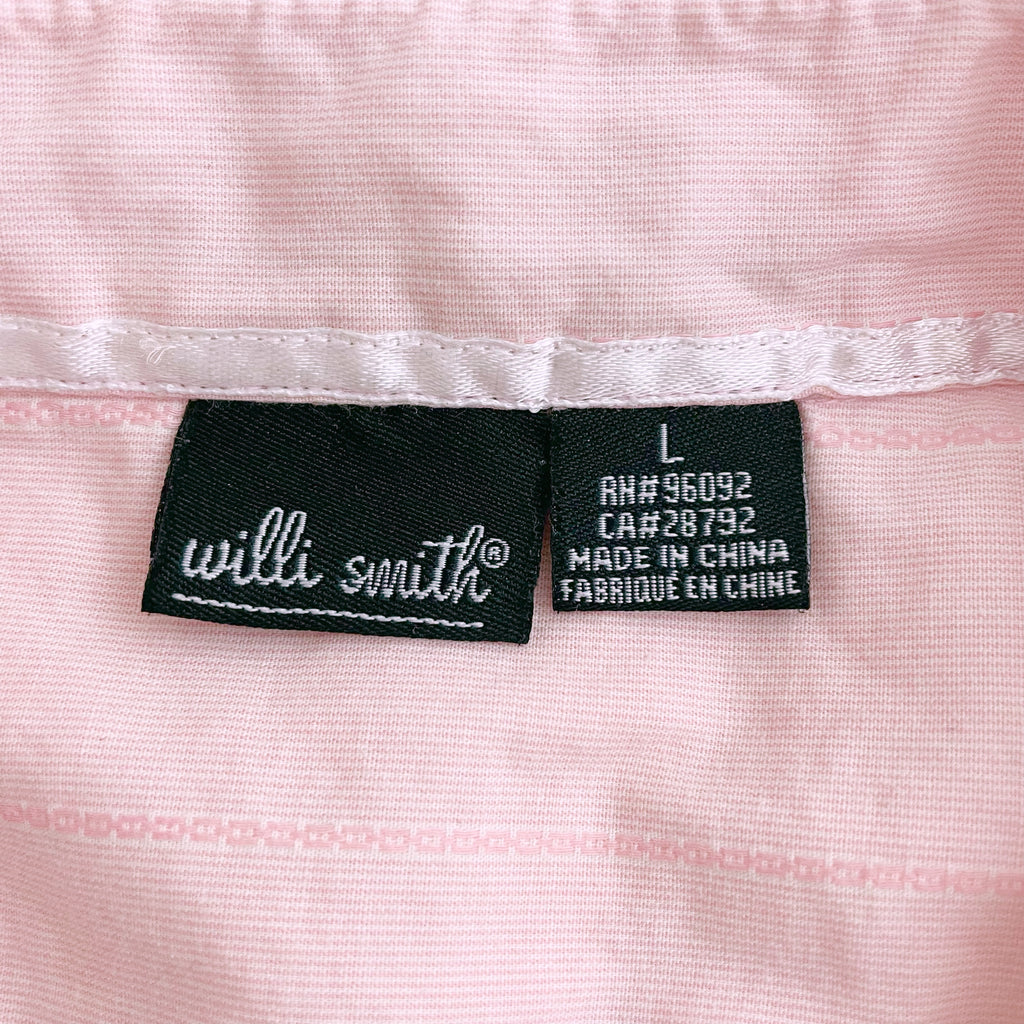 willi smith®
L
RN#96092
CA#28792
MADE IN CHINA
FABRIQUÉ EN CHINE